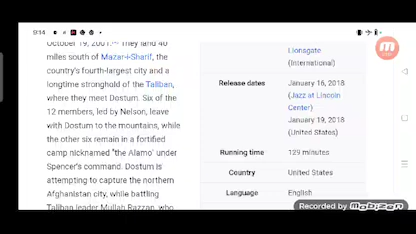 9:14
October 19, 2001.
They land 40
miles south of Mazar-i-Sharif, the
country's fourth-largest city and a
longtime stronghold of the Taliban,
where they meet Dostum. Six of the
12 members, led by Nelson, leave
with Dostum to the mountains, while
the other six remain in a fortified
camp nicknamed "the Alamo" under
Spencer's command. Dostum is
attempting to capture the northern
Afghanistan city, while battling
Taliban leader Mullah Razzan, who
Lionsgate
(International)
Release dates
January 16, 2018
(Jazz at Lincoln
Center)
January 19, 2018
(United States)
Running time
129 minutes
Country
United States
Language
English
Recorded by Mobizen